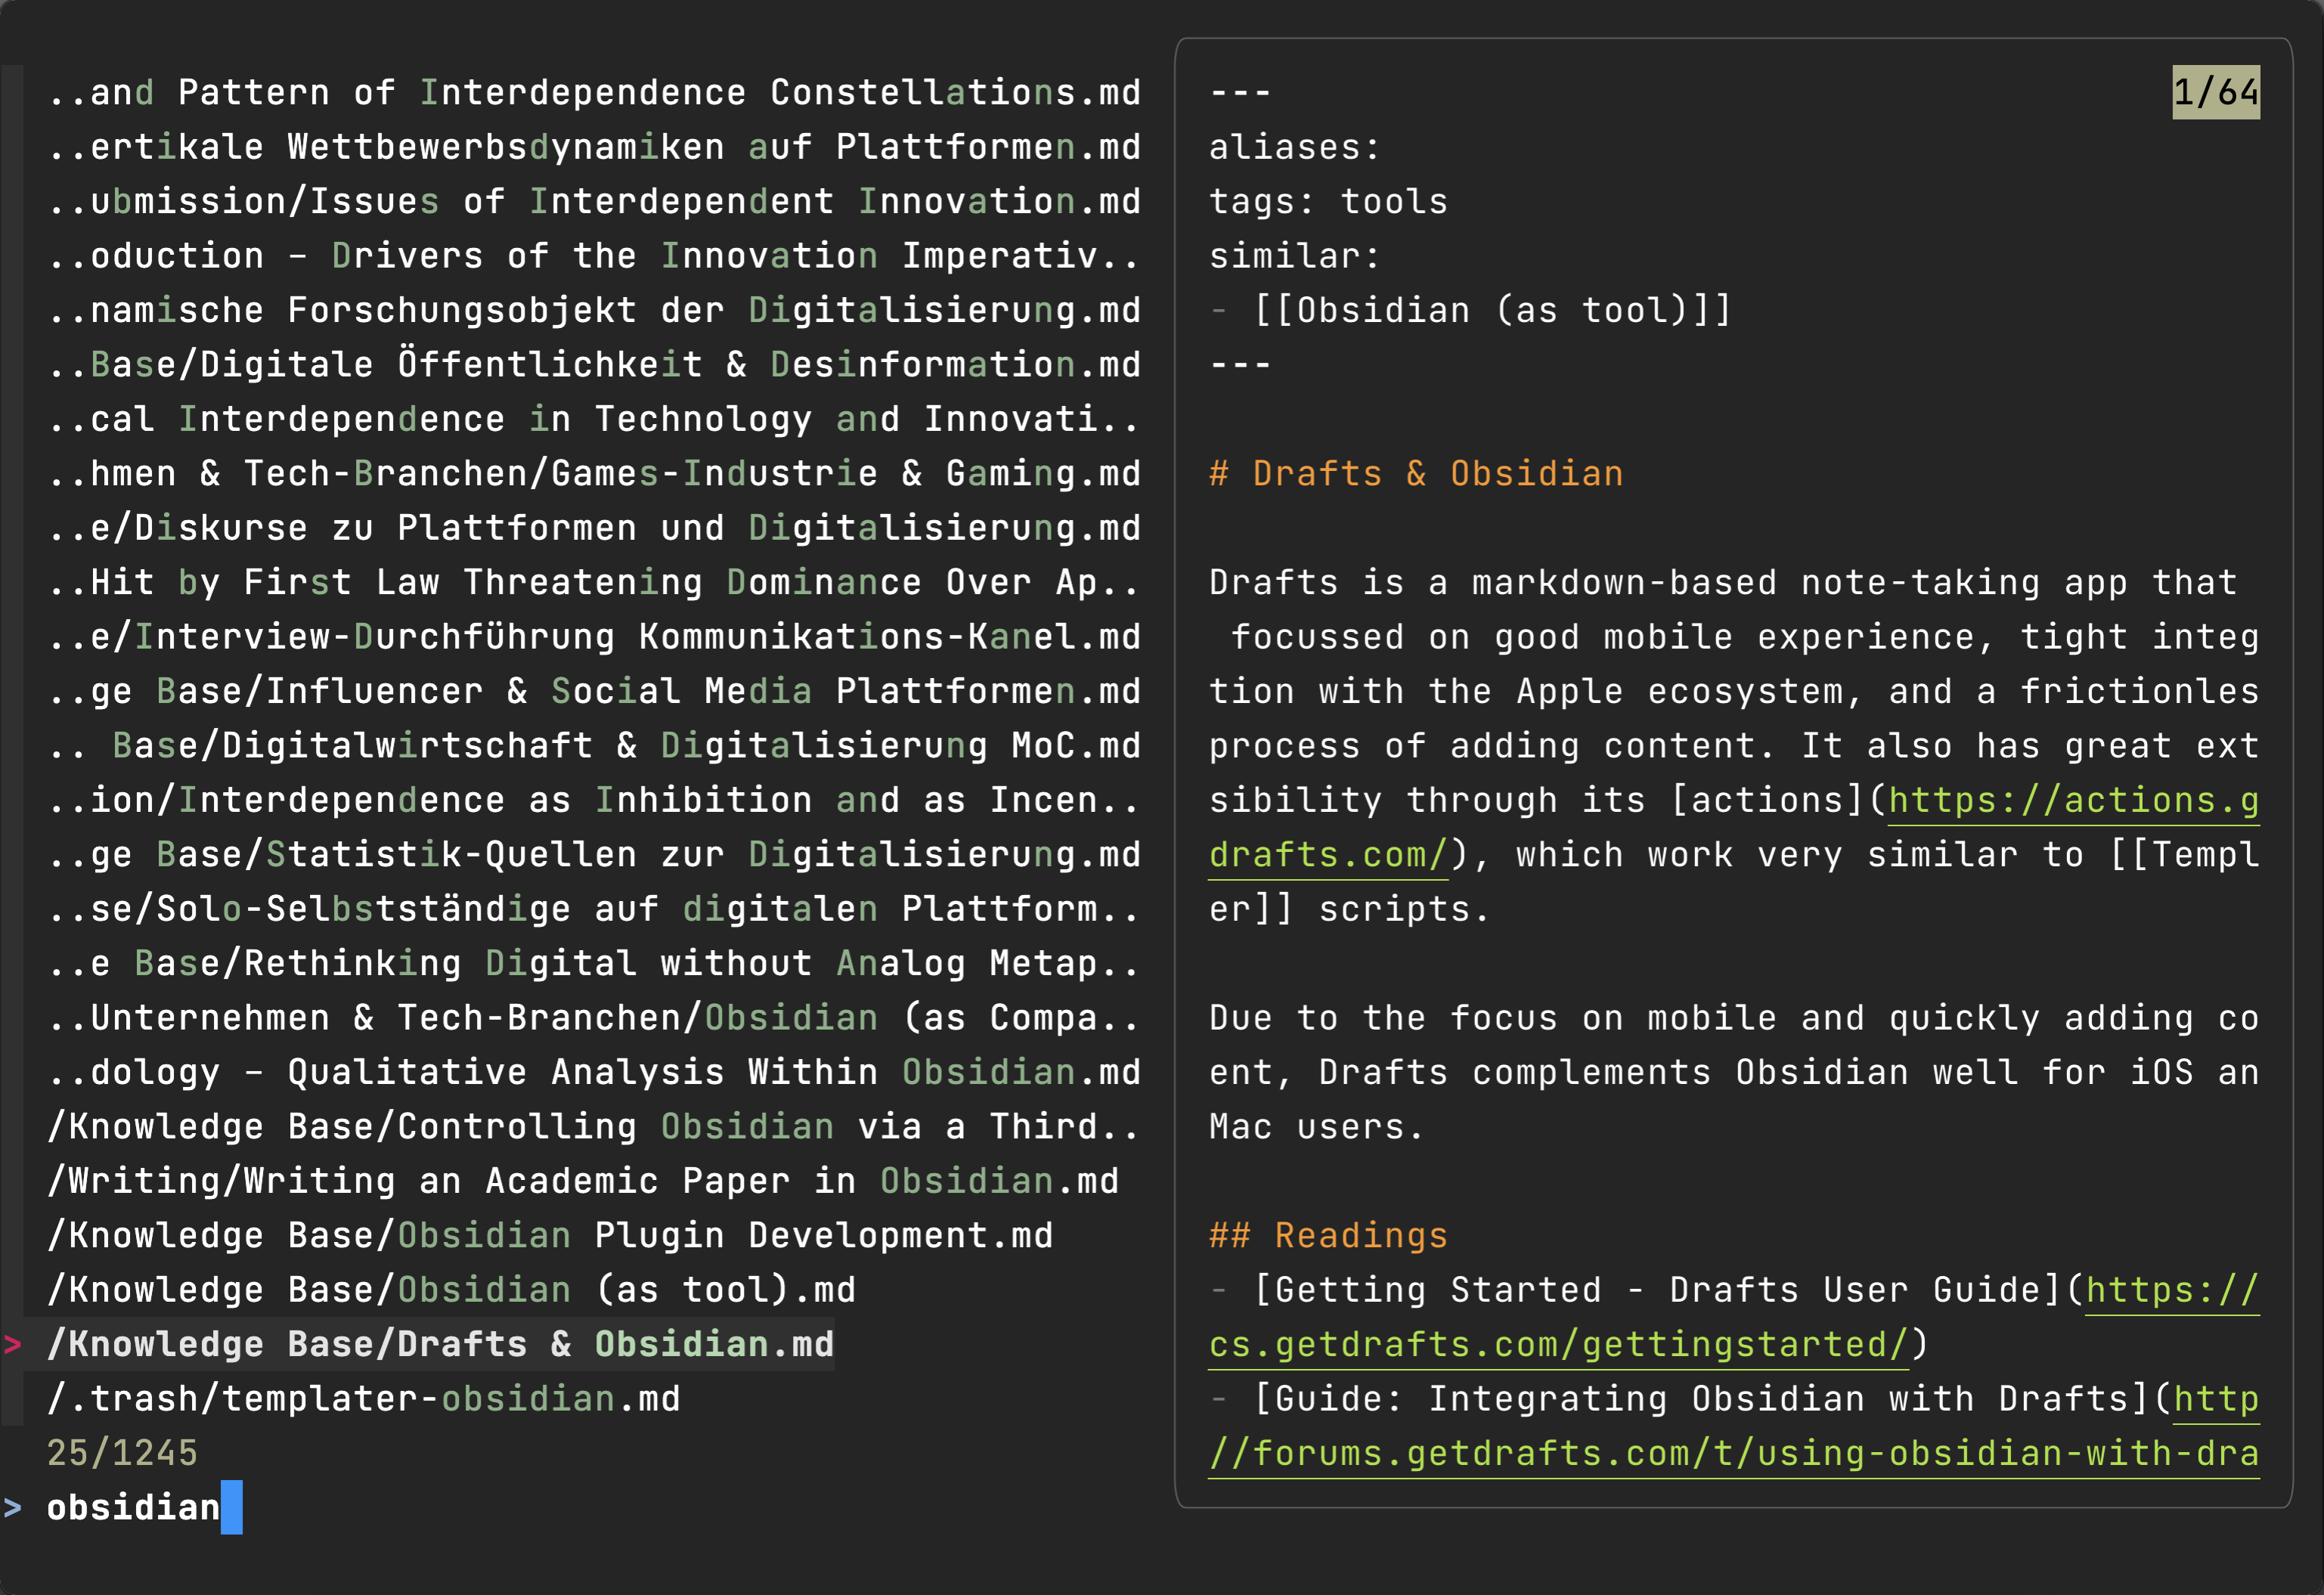 ..and Pattern of Interdependence Constellations.md
..ertikale Wettbewerbsdynamiken auf Plattformen.md
..ubmission/Issues of Interdependent Innovation.md
..oduction – Drivers of the Innovation Imperativ..
..namische Forschungsobjekt der Digitalisierung.md
..Base/Digitale Öffentlichkeit & Desinformation.md
..cal Interdependence in Technology and Innovati..
..hmen & Tech-Branchen/Games-Industrie & Gaming.md
..e/Diskurse zu Plattformen und Digitalisierung.md
..Hit by First Law Threatening Dominance Over Ap..
..e/Interview-Durchführung Kommunikations-Kanel.md
..ge Base/Influencer & Social Media Plattformen.md
.. Base/Digitalwirtschaft & Digitalisierung MoC.md
..ion/Interdependence as Inhibition and as Incen..
..ge Base/Statistik-Quellen zur Digitalisierung.md
..se/Solo-Selbstständige auf digitalen Plattform..
..e Base/Rethinking Digital without Analog Metap..
..Unternehmen & Tech-Branchen/Obsidian (as Compa..
..dology – Qualitative Analysis Within Obsidian.md
/Knowledge Base/Controlling Obsidian via a Third..
/Writing/Writing an Academic Paper in Obsidian.md
/Knowledge Base/Obsidian Plugin Development.md
/Knowledge Base/Obsidian (as tool).md
> /Knowledge Base/Drafts & Obsidian.md
/.trash/templater-obsidian.md
25/1245
> obsidian
---
1/64
aliases:
tags: tools
similar:
- [[Obsidian (as tool)]]
---
# Drafts & Obsidian
Drafts is a markdown-based note-taking app that
focussed on good mobile experience, tight integ
tion with the Apple ecosystem, and a frictionles
process of adding content. It also has great ext
sibility through its [actions](https://actions.g
drafts.com/), which work very similar to [[Templ
er]] scripts.
Due to the focus on mobile and quickly adding co
ent, Drafts complements Obsidian well for iOS an
Mac users.
## Readings
- [Getting Started - Drafts User Guide](https://
cs.getdrafts.com/gettingstarted/)
- [Guide: Integrating Obsidian with Drafts](http
//forums.getdrafts.com/t/using-obsidian-with-dra